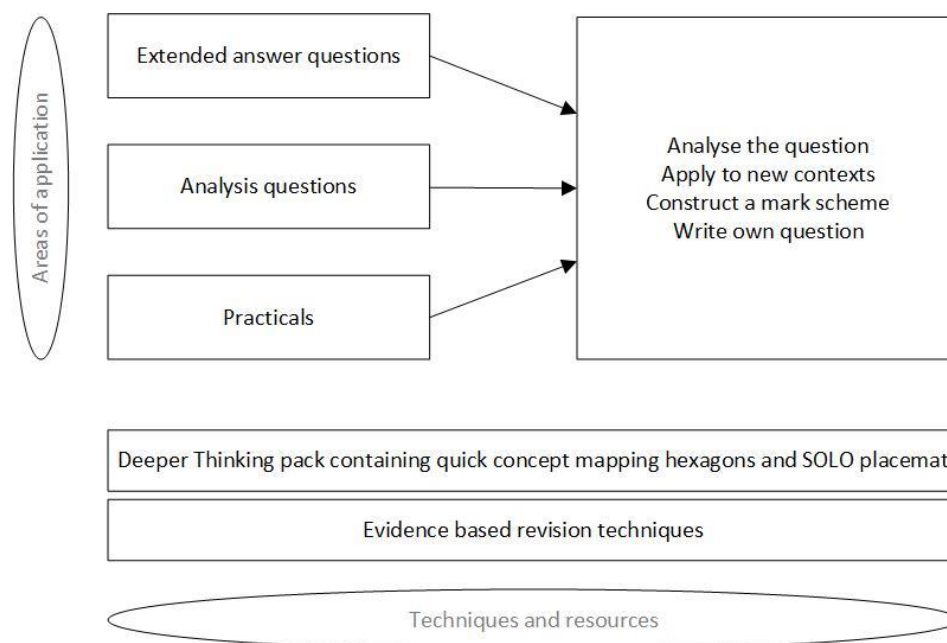 Areas of application
Extended answer questions
Analysis questions
Practicals
Analyse the question
Apply to new contexts
Construct a mark scheme
Write own question
Deeper Thinking pack containing quick concept mapping hexagons and SOLO placemat
Evidence based revision techniques
Techniques and resources